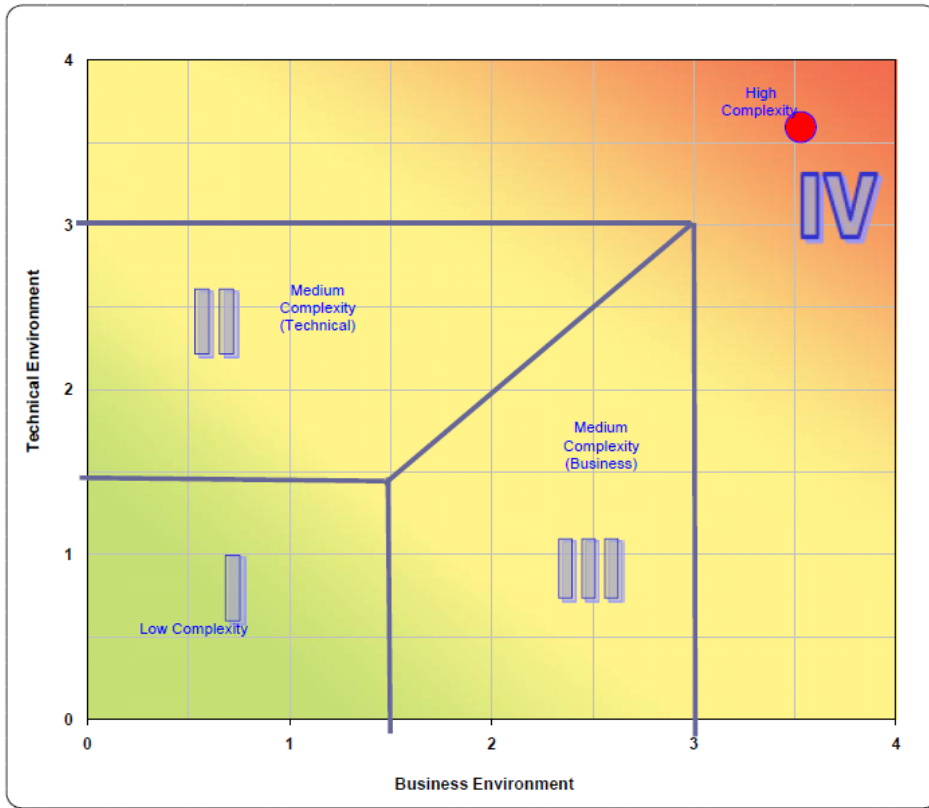 4
High
Complexity
IV
3
Technical Environment
II
Medium
Complexity
(Technical)
2
Medium
Complexity
(Business)
1
I
III
Low Complexity
0
0
1
2
3
4
Business Environment